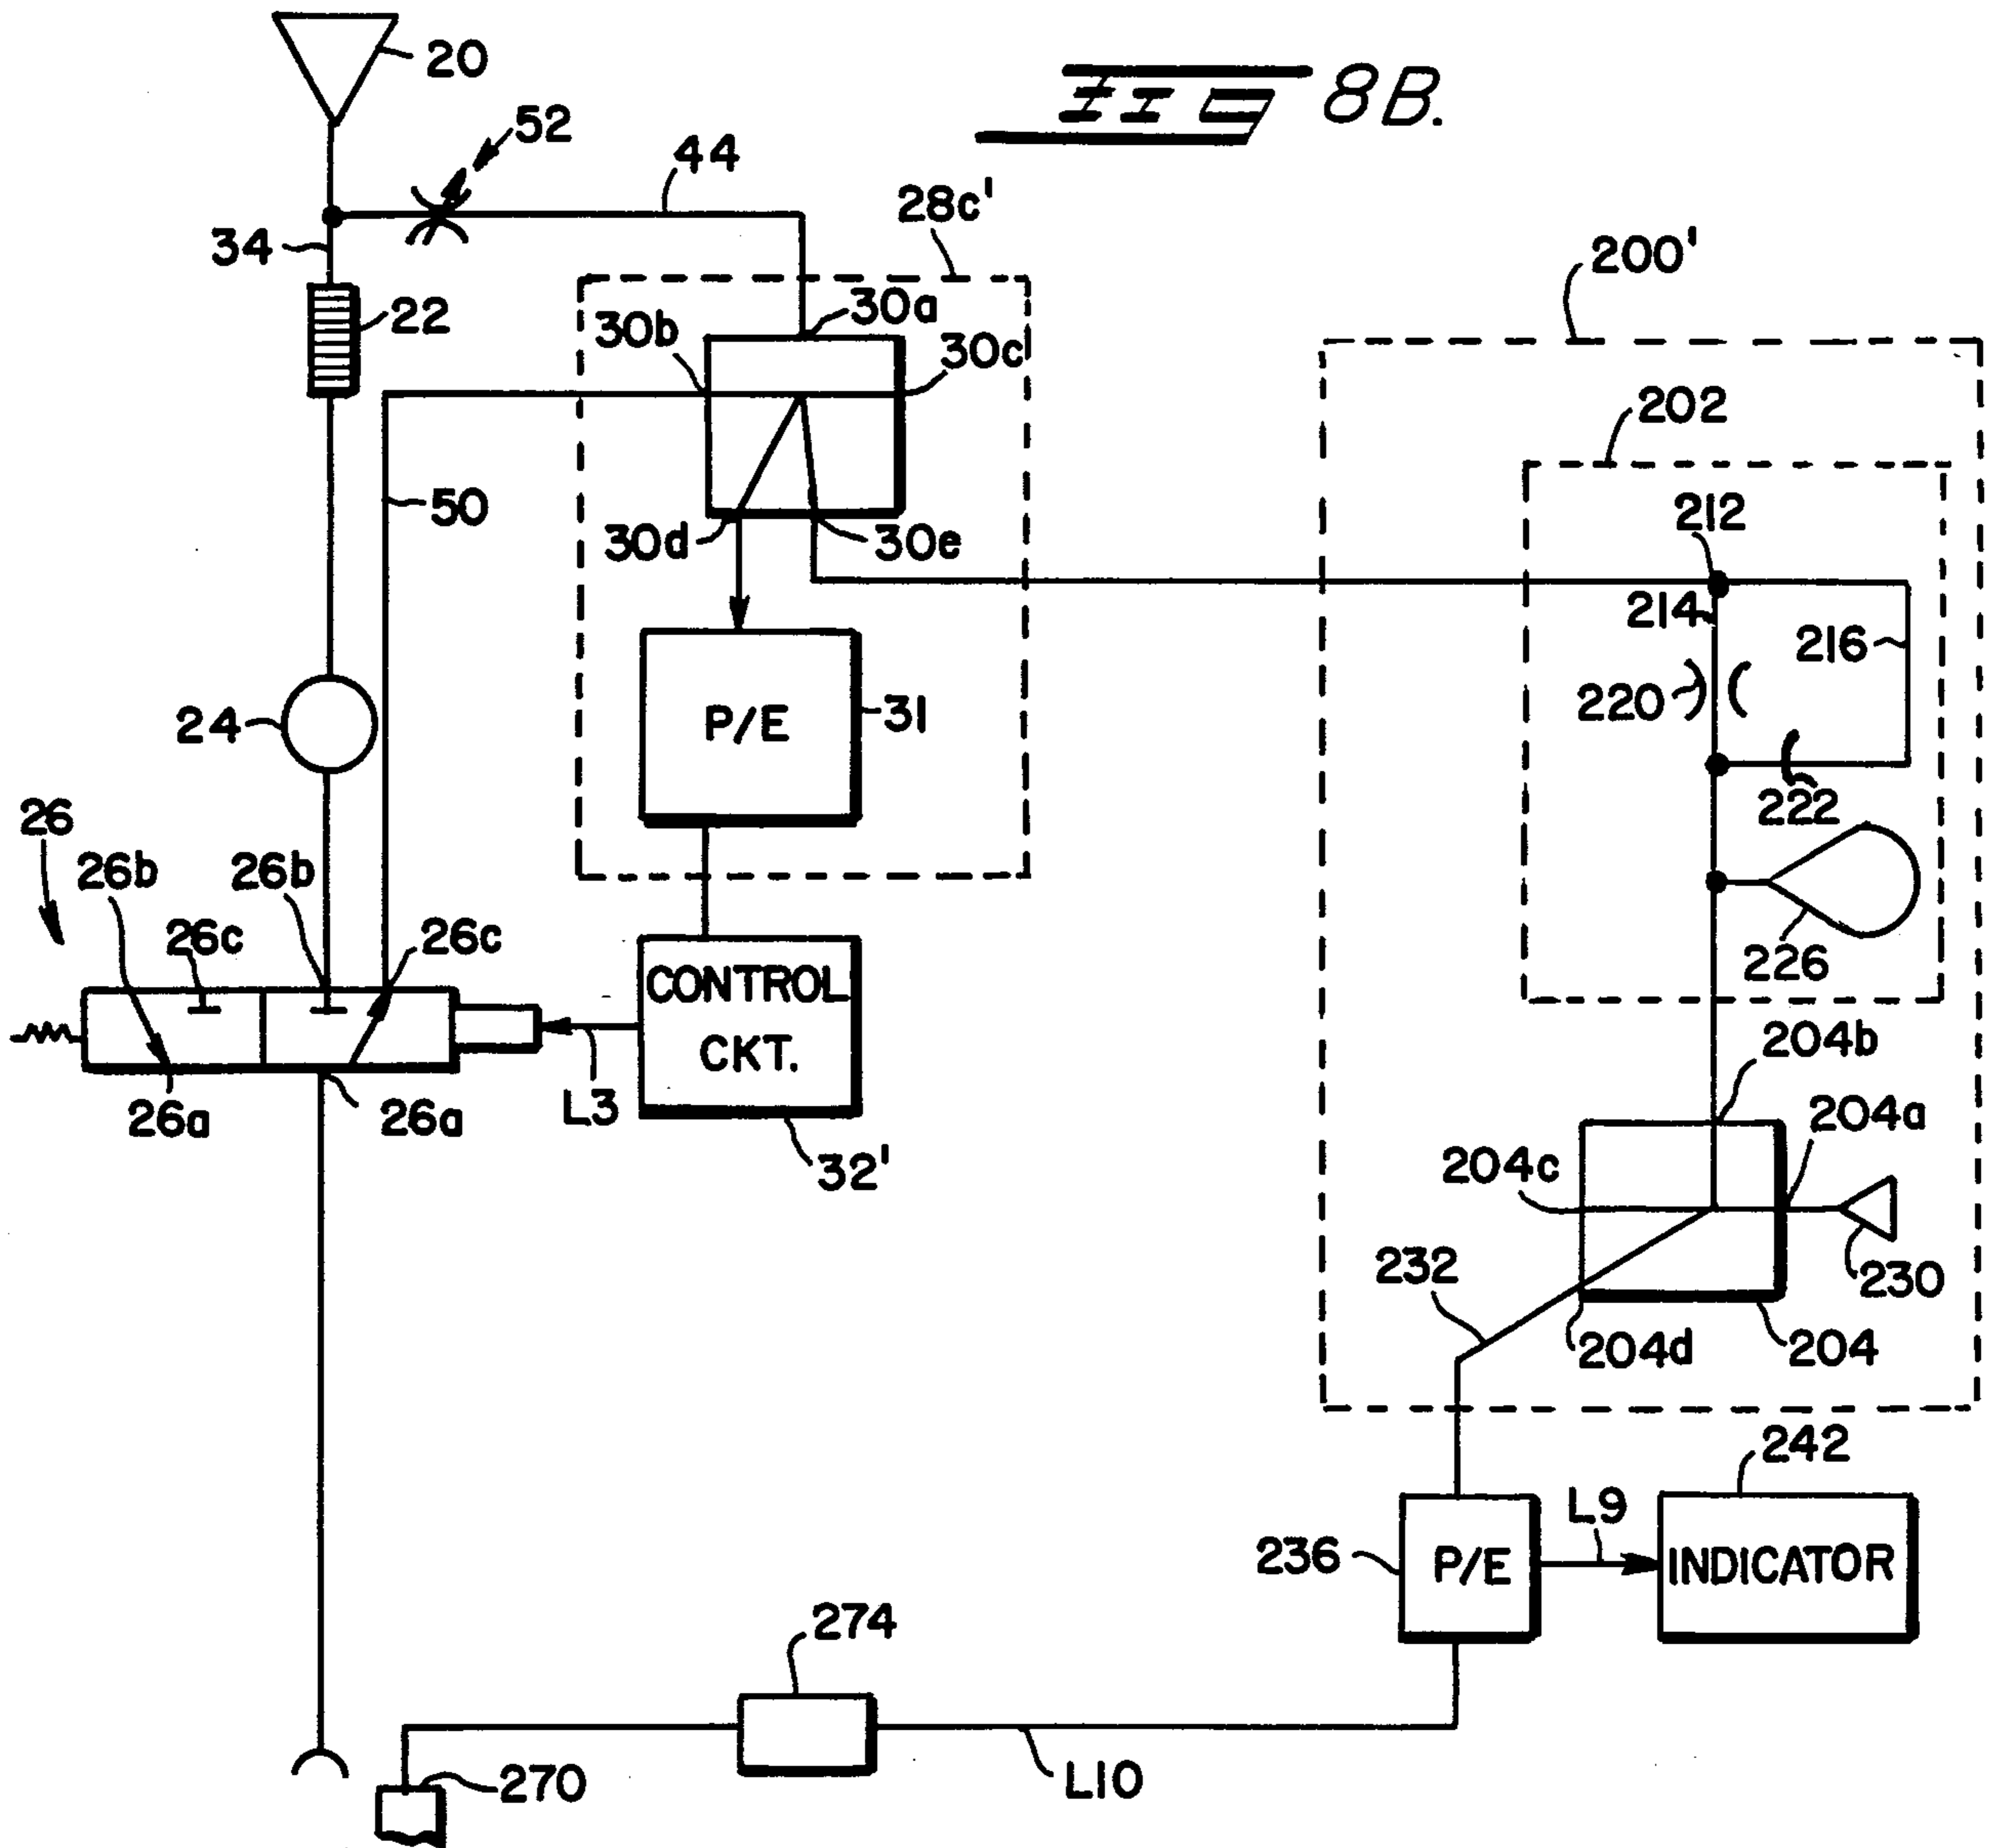 20
FIG 8B.
52
44
28c'
34
200'
22
30a
30b
30c
202
50
212
30d
30e
214
216
220
24
P/E
31
222
26
26b
26b
26c
26c
226
CONTROL
CKT.
204b
26a
26a
L3
204a
32'
204c
232
230
204d
204
242
L9
236
P/E
INDICATOR
274
270
L10